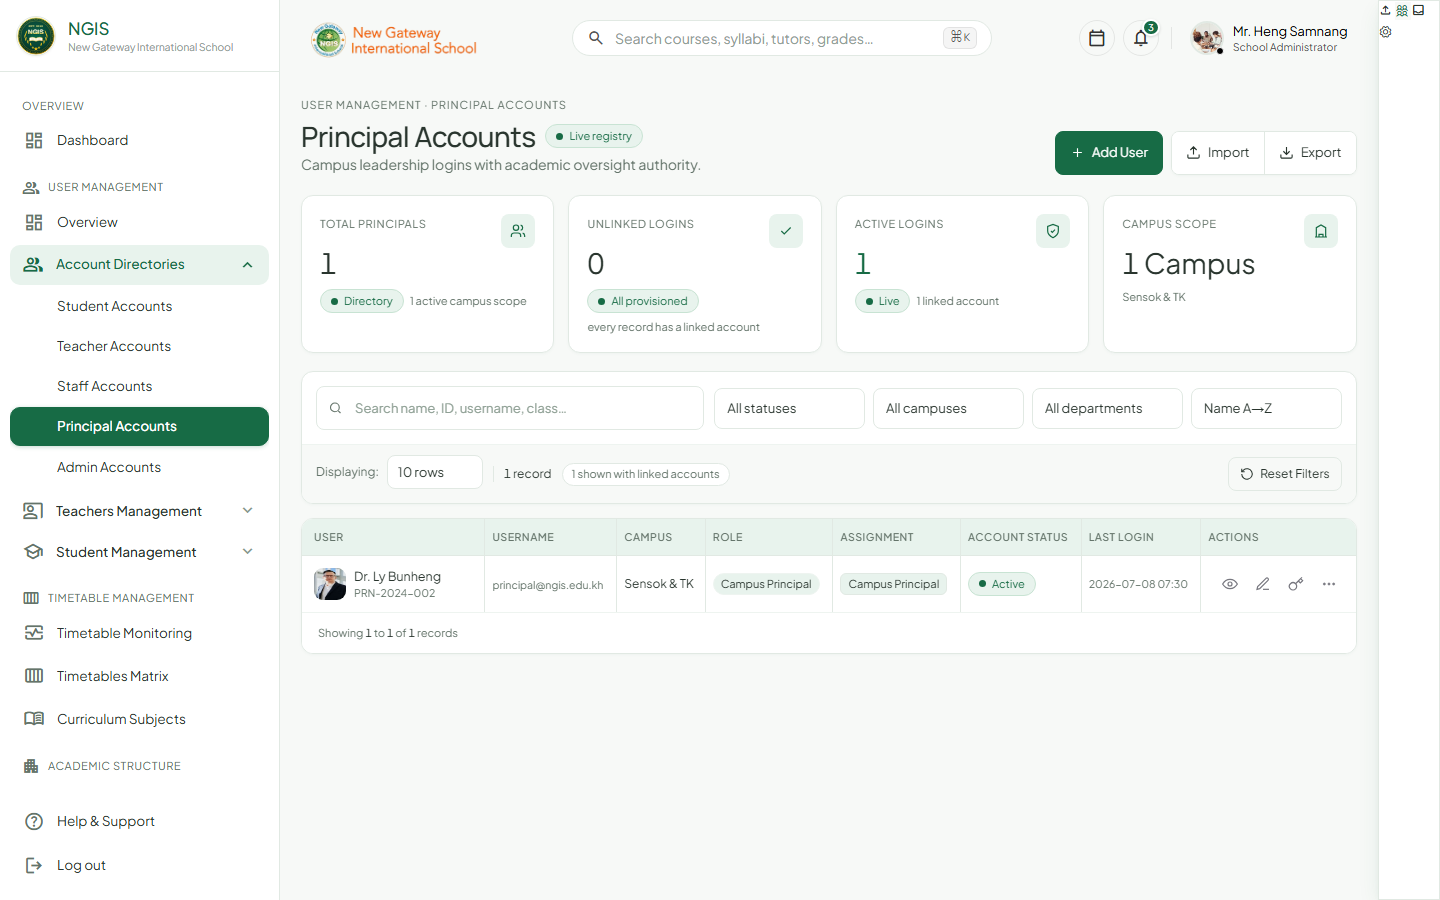 NGIS
New Gateway International School
OVERVIEW
Dashboard
USER MANAGEMENT
Overview
Account Directories
Student Accounts
Teacher Accounts
Staff Accounts
Principal Accounts
Admin Accounts
Teachers Management
Student Management
TIMETABLE MANAGEMENT
Timetable Monitoring
Timetables Matrix
Curriculum Subjects
ACADEMIC STRUCTURE
Help & Support
Log out
New Gateway
International School
Search courses, syllabi, tutors, grades...
⌘K
3
Mr. Heng Samnang
School Administrator
USER MANAGEMENT · PRINCIPAL ACCOUNTS
Principal Accounts
Live registry
Campus leadership logins with academic oversight authority.
Add User
Import
Export
TOTAL PRINCIPALS
1
Directory
1 active campus scope
UNLINKED LOGINS
0
All provisioned
every record has a linked account
ACTIVE LOGINS
1
Live
1 linked account
CAMPUS SCOPE
1 Campus
Sensok & TK
Search name, ID, username, class...
All statuses
All campuses
All departments
Name A→Z
Displaying:
10 rows
1 record
1 shown with linked accounts
Reset Filters
USER USERNAME CAMPUS ROLE ASSIGNMENT ACCOUNT STATUS LAST LOGIN ACTIONS
Dr. Ly Bunheng
PRN-2024-002
principal@ngis.edu.kh
Sensok & TK
Campus Principal
Campus Principal
Active
2026-07-08 07:30
Showing 1 to 1 of 1 records